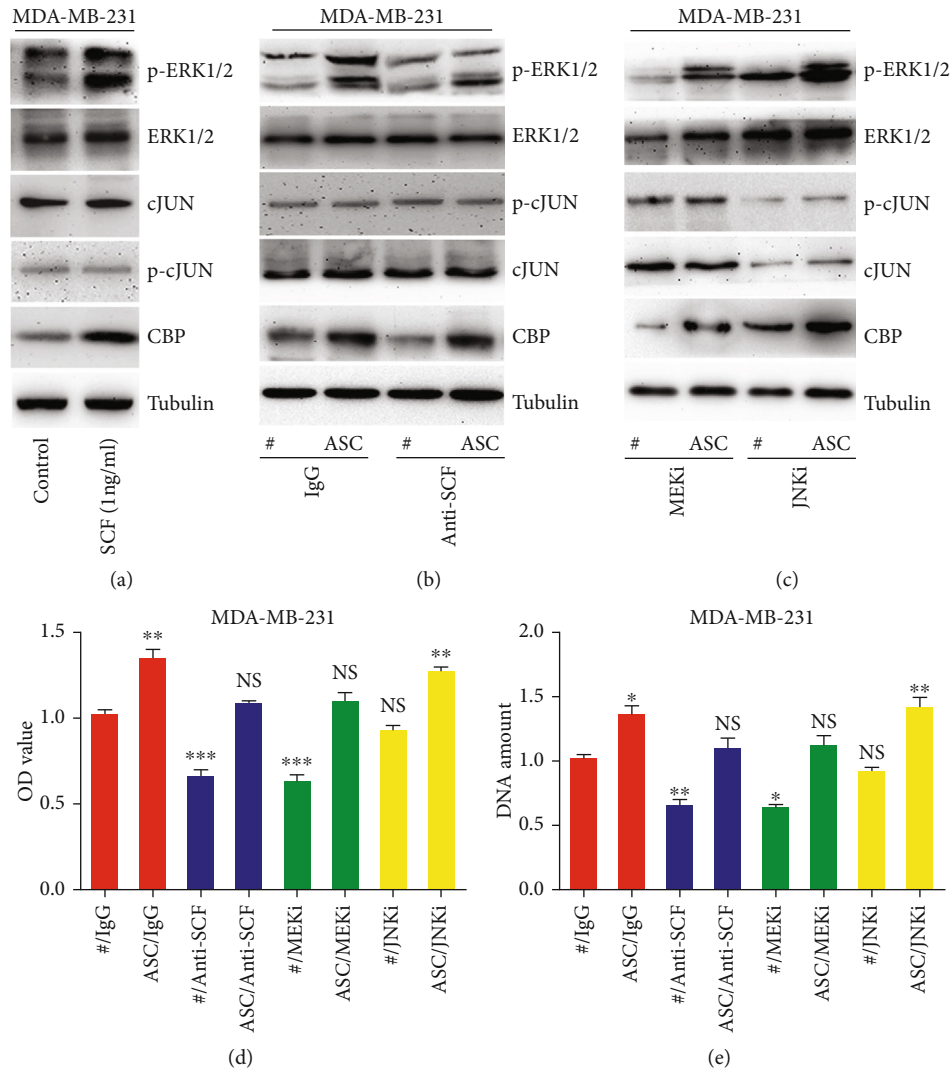 MDA-MB-231
p-ERK1/2
ERK1/2
cJUN
p-cJUN
CBP
Tubulin
Control
SCF (1ng/ml)
(a)
MDA-MB-231
p-ERK1/2
ERK1/2
p-cJUN
cJUN
CBP
Tubulin
# ASC # ASC
IgG
Anti-SCF
(b)
MDA-MB-231
p-ERK1/2
ERK1/2
p-cJUN
cJUN
CBP
Tubulin
# ASC # ASC
MEKi
JNKi
(c)
MDA-MB-231
OD value
1.5
1.0
0.5
0.0
** *** NS *** NS NS **
#/IgG
ASC/IgG
#/Anti-SCF
ASC/Anti-SCF
#/MEKi
ASC/MEKi
#/JNKi
ASC/JNKi
(d)
MDA-MB-231
DNA amount
2.0
1.5
1.0
0.5
0.0
* ** NS * NS NS **
#/IgG
ASC/IgG
#/Anti-SCF
ASC/Anti-SCF
#/MEKi
ASC/MEKi
#/JNKi
ASC/JNKi
(e)